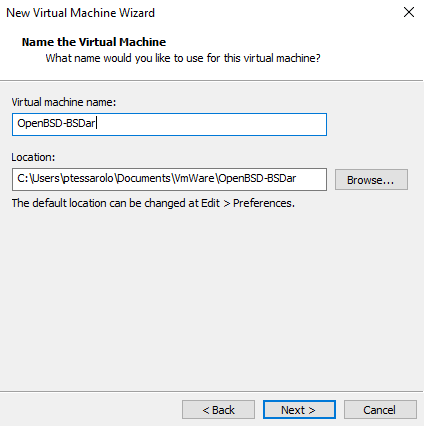 New Virtual Machine Wizard
Name the Virtual Machine
What name would you like to use for this virtual machine?
Virtual machine name:
OpenBSD-BSDar
Location:
C:\Users\ptessarolo\Documents\VmWare\OpenBSD-BSDar
Browse...
The default location can be changed at Edit > Preferences.
< Back
Next >
Cancel